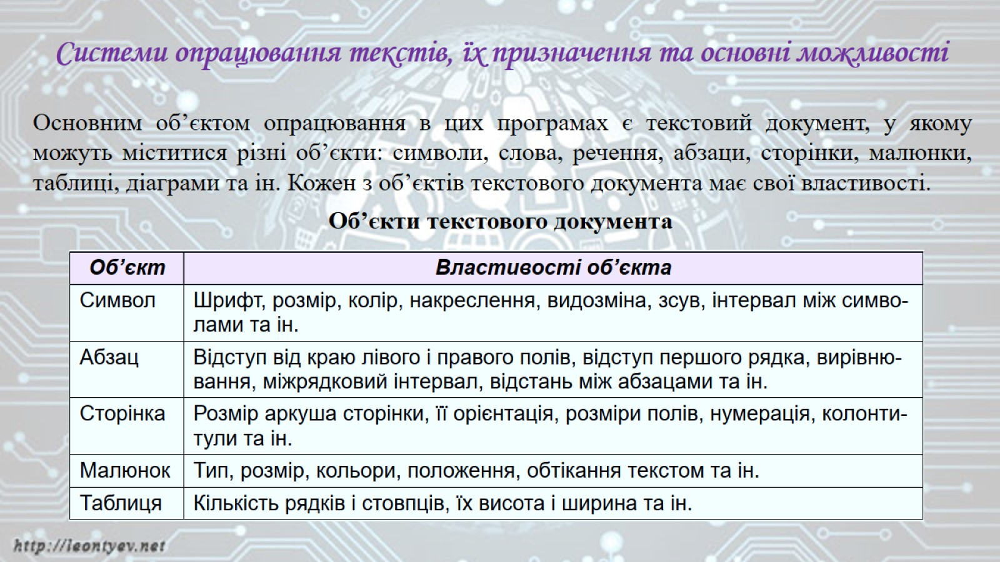 Системи опрацювання текстів, їх призначення та основні можливості
Основним об’єктом опрацювання в цих програмах є текстовий документ, у якому
можуть міститися різні об’єкти: символи, слова, речення, абзаци, сторінки, малюнки,
таблиці, діаграми та ін. Кожен з об’єктів текстового документа має свої властивості.
Об’єкти текстового документа
Об’єкт Властивості об’єкта
Символ Шрифт, розмір, колір, накреслення, видозміна, зсув, інтервал між симво-
лами та ін.
Абзац Відступ від краю лівого і правого полів, відступ першого рядка, вирівню-
вання, міжрядковий інтервал, відстань між абзацами та ін.
Сторінка Розмір аркуша сторінки, її орієнтація, розміри полів, нумерація, колонти-
тули та ін.
Малюнок Тип, розмір, кольори, положення, обтікання текстом та ін.
Таблиця Кількість рядків і стовпців, їх висота і ширина та ін.
http://leontyev.net